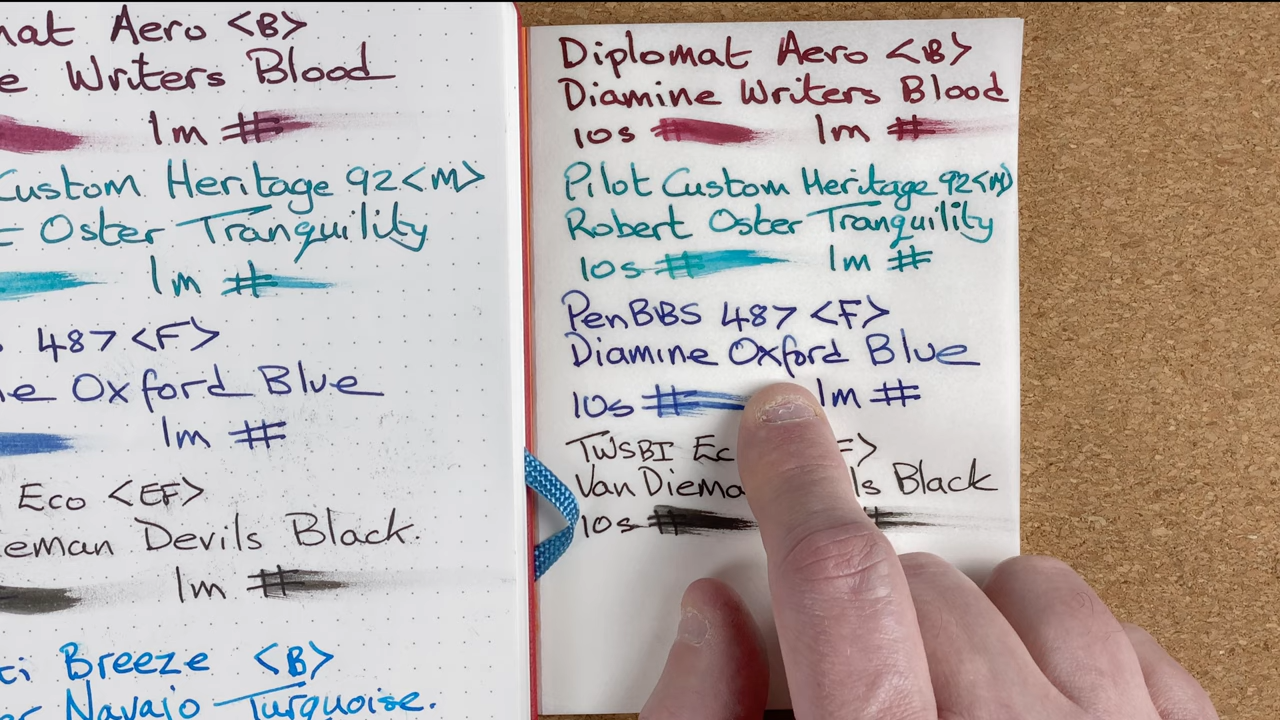 mat Aero <B>
e Writers Blood
1m #
Custom Heritage 92<M>
Oster Tranquility
1m #
487 <F>
e Oxford Blue
1m #
Eco <EF>
eman Devils Black.
1m #
Breeze <B>
Navajo Turquoise.
Diplomat Aero <B>
Diamine Writers Blood
10s # 1m #
Pilot Custom Heritage 92<M>
Robert Oster Tranquility
10s # 1m #
PenBBS 487 <F>
Diamine Oxford Blue
10s # 1m #
TWSBI Ec F>
Van Diema ls Black
10s # #